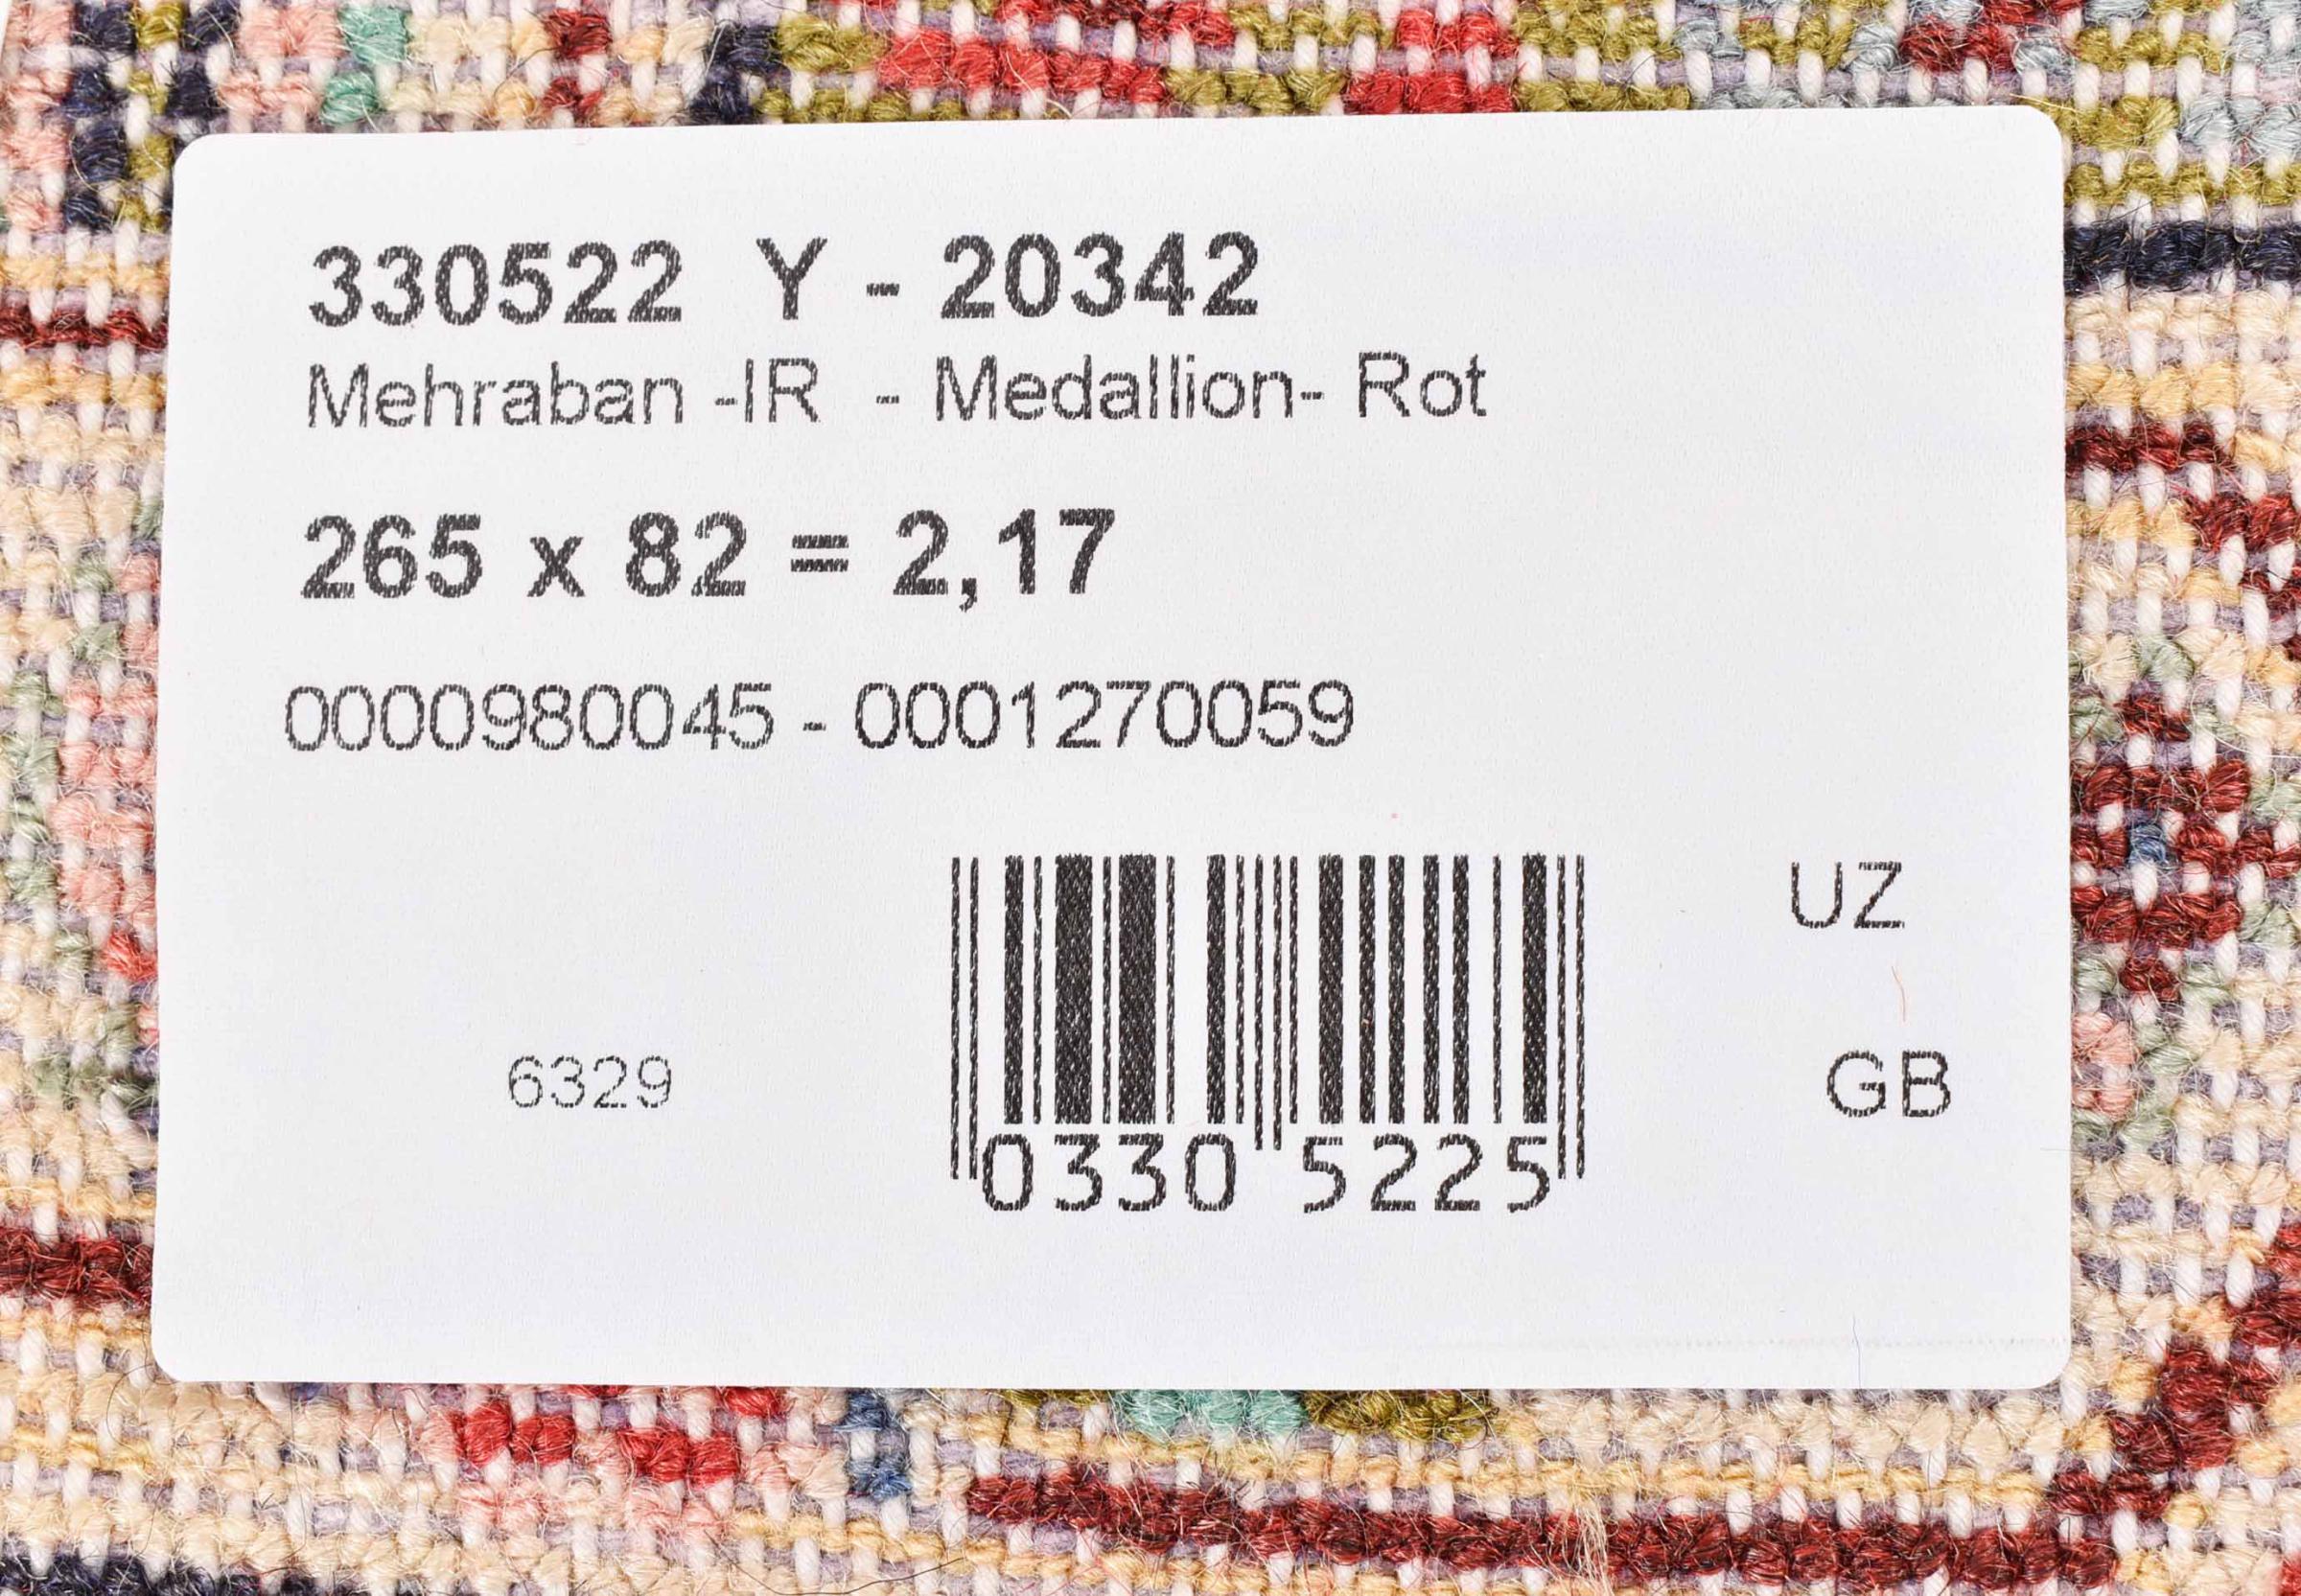 330522 Y - 20342
Mehraban -IR - Medallion- Rot
265 x 82 = 2,17
0000980045 - 0001270059
UZ
6329
GB
0330 5225